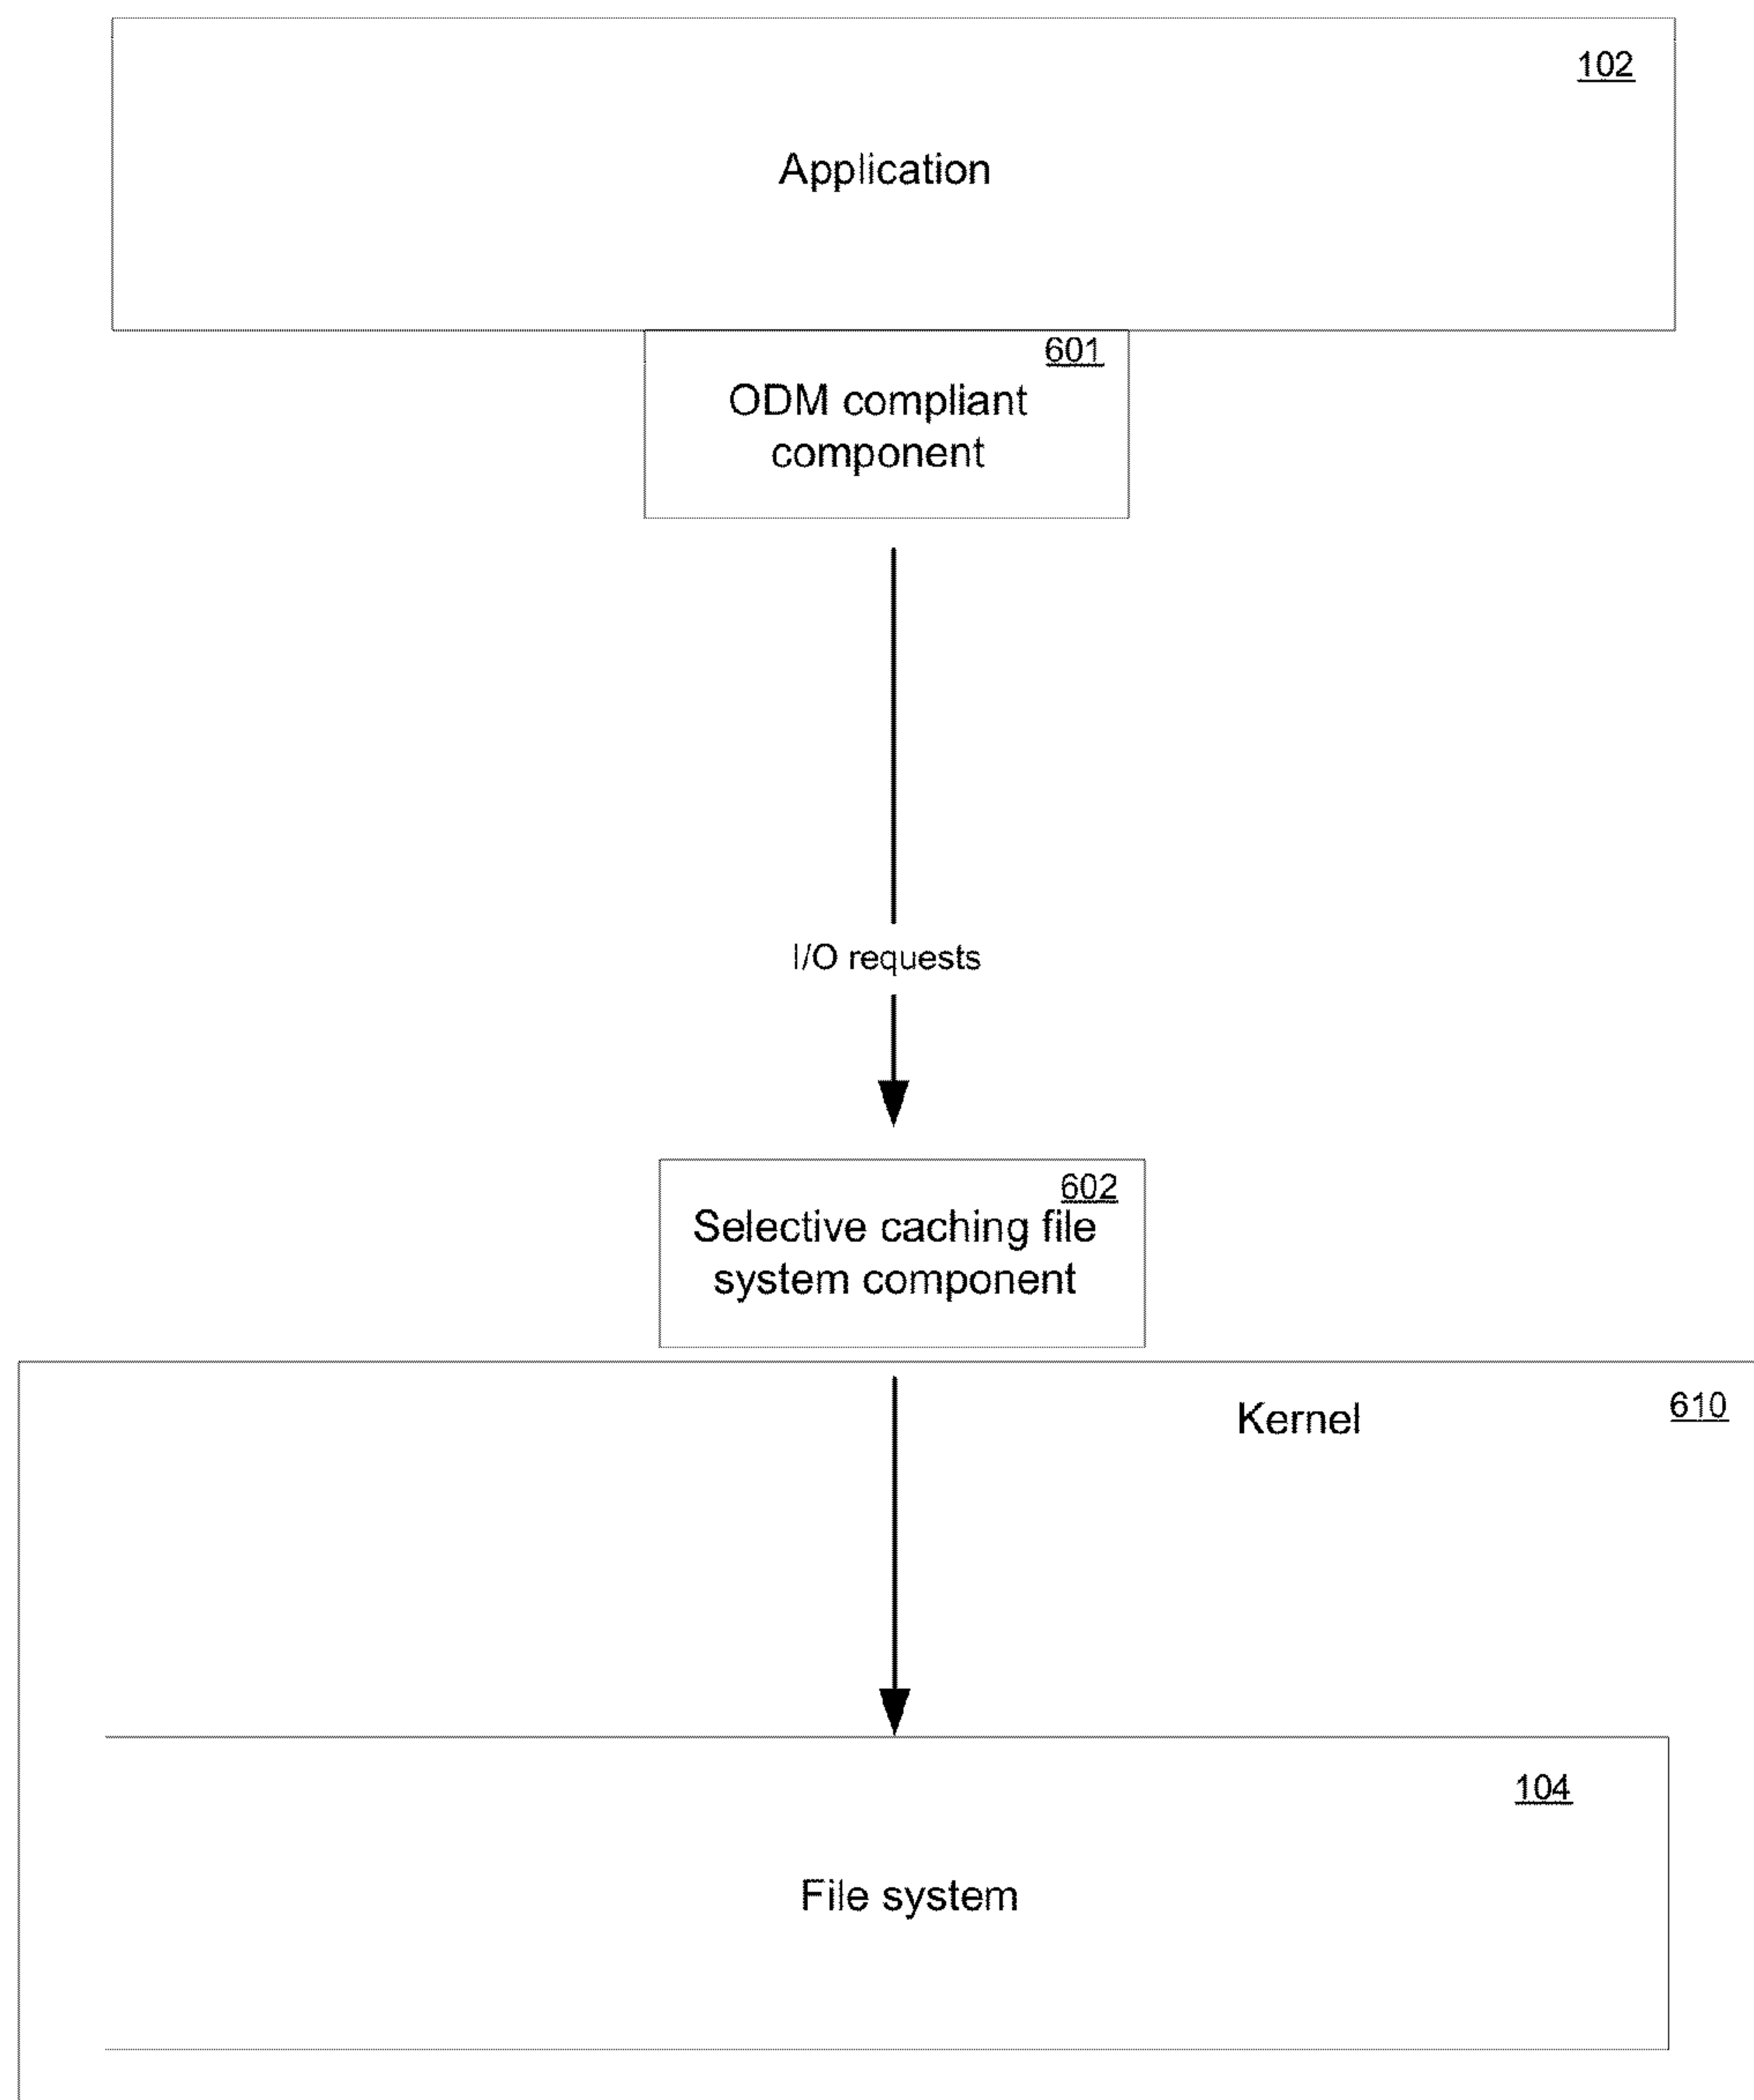 102
Application
601
ODM compliant
component
I/O requests
602
Selective caching file
system component
Kernel
610
104
File system